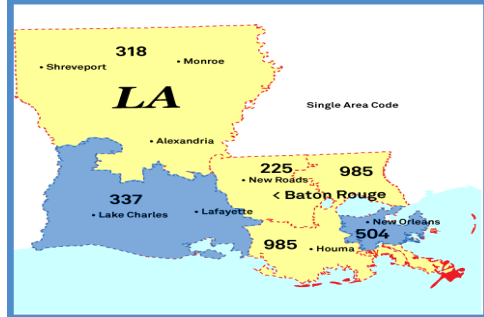 318
Shreveport
Monroe
LA
Single Area Code
Alexandria
225
985
New Roads
< Baton Rouge
337
Lake Charles
Lafayette
New Orleans
504
985
Houma